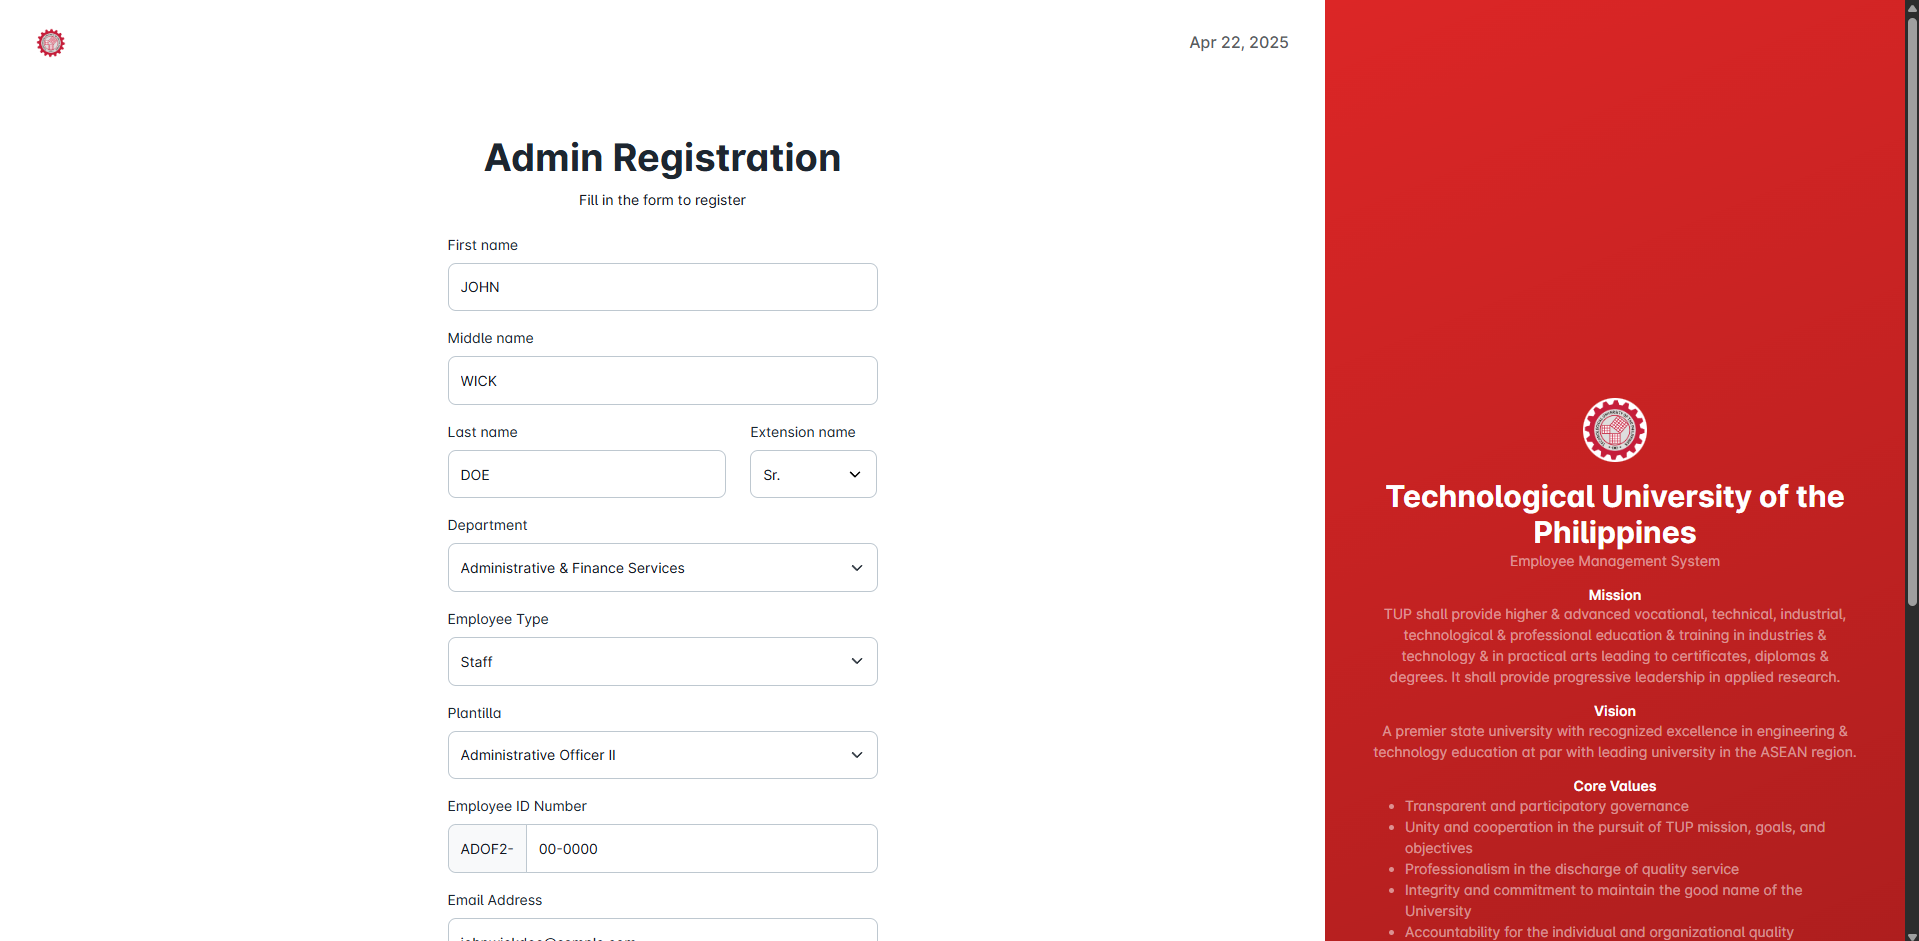 Apr 22, 2025
Admin Registration
Fill in the form to register
First name
JOHN
Middle name
WICK
Last name
Extension name
DOE
Sr.
Department
Administrative & Finance Services
Employee Type
Staff
Plantilla
Administrative Officer II
Employee ID Number
ADOF2-
00-0000
Email Address
Technological University of the
Philippines
Employee Management System
Mission
TUP shall provide higher & advanced vocational, technical, industrial,
technological & professional education & training in industries &
technology & in practical arts leading to certificates, diplomas &
degrees. It shall provide progressive leadership in applied research.
Vision
A premier state university with recognized excellence in engineering &
technology education at par with leading university in the ASEAN region.
Core Values
• Transparent and participatory governance
• Unity and cooperation in the pursuit of TUP mission, goals, and
objectives
• Professionalism in the discharge of quality service
• Integrity and commitment to maintain the good name of the
University
• Accountability for the individual and organizational quality